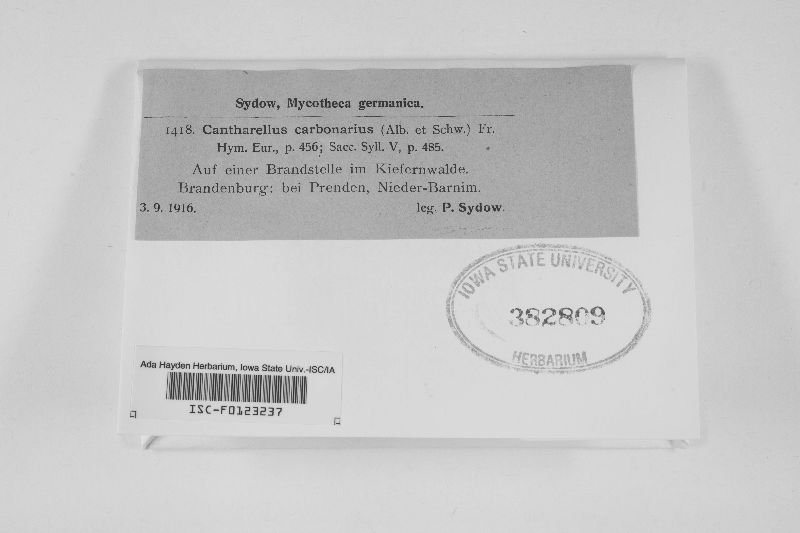 Sydow, Mycotheca germanica.
1418. Cantharellus carbonarius (Alb. et Schw.) Fr.
Hym. Eur., p. 456; Sacc. Syll. V, p. 485.
Auf einer Brandstelle im Kiefernwalde.
Brandenburg: bei Prenden, Nieder-Barnim.
3. 9. 1916. leg. P. Sydow.
IOWA STATE UNIVERSITY
382809
HERBARIUM
Ada Hayden Herbarium, Iowa State Univ.-ISC/IA
ISC-F0123237